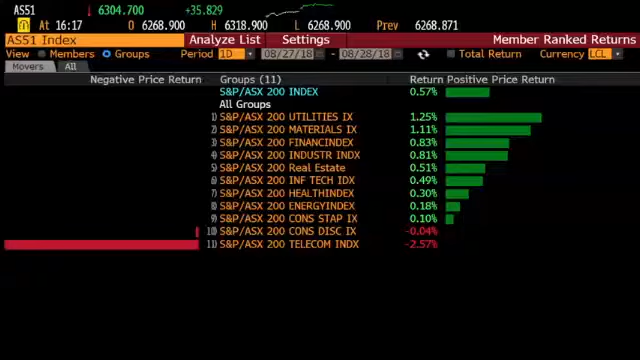 AS51 ↓ 6304.700 +35.829
At 16:17 O 6268.900 H 6318.900 L 6268.900 Prev 6268.871
AS51 Index Analyze List Settings Member Ranked Returns
View Members Groups Period 1D 08/27/18 - 08/28/18 Total Return Currency LCL
Movers All
Negative Price Return Groups (11) Return Positive Price Return
S&P/ASX 200 INDEX 0.57%
All Groups
1) S&P/ASX 200 UTILITIES IX 1.25%
2) S&P/ASX 200 MATERIALS IX 1.11%
3) S&P/ASX 200 FINANCINDEX 0.83%
4) S&P/ASX 200 INDUSTR INDX 0.81%
5) S&P/ASX 200 Real Estate 0.51%
6) S&P/ASX 200 INF TECH IDX 0.49%
7) S&P/ASX 200 HEALTHINDEX 0.30%
8) S&P/ASX 200 ENERGYINDEX 0.18%
9) S&P/ASX 200 CONS STAP IX 0.10%
10) S&P/ASX 200 CONS DISC IX -0.04%
11) S&P/ASX 200 TELECOM INDX -2.57%